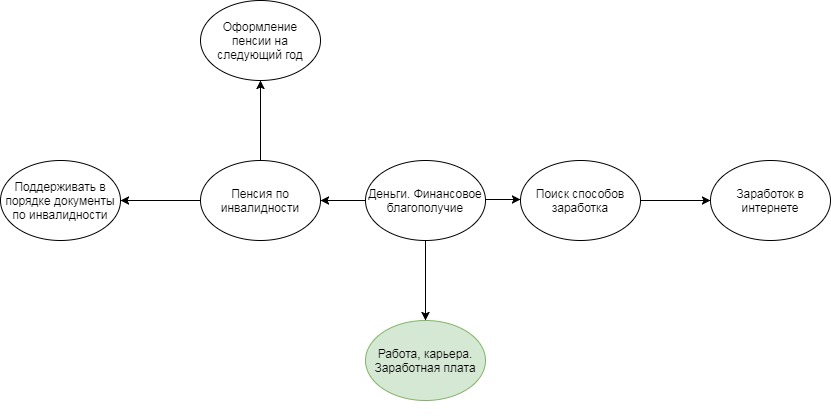 Оформление
пенсии на
следующий год
Поддерживать в
порядке документы
по инвалидности
Пенсия по
инвалидности
Деньги. Финансовое
благополучие
Поиск способов
заработка
Заработок в
интернете
Работа, карьера.
Заработная плата